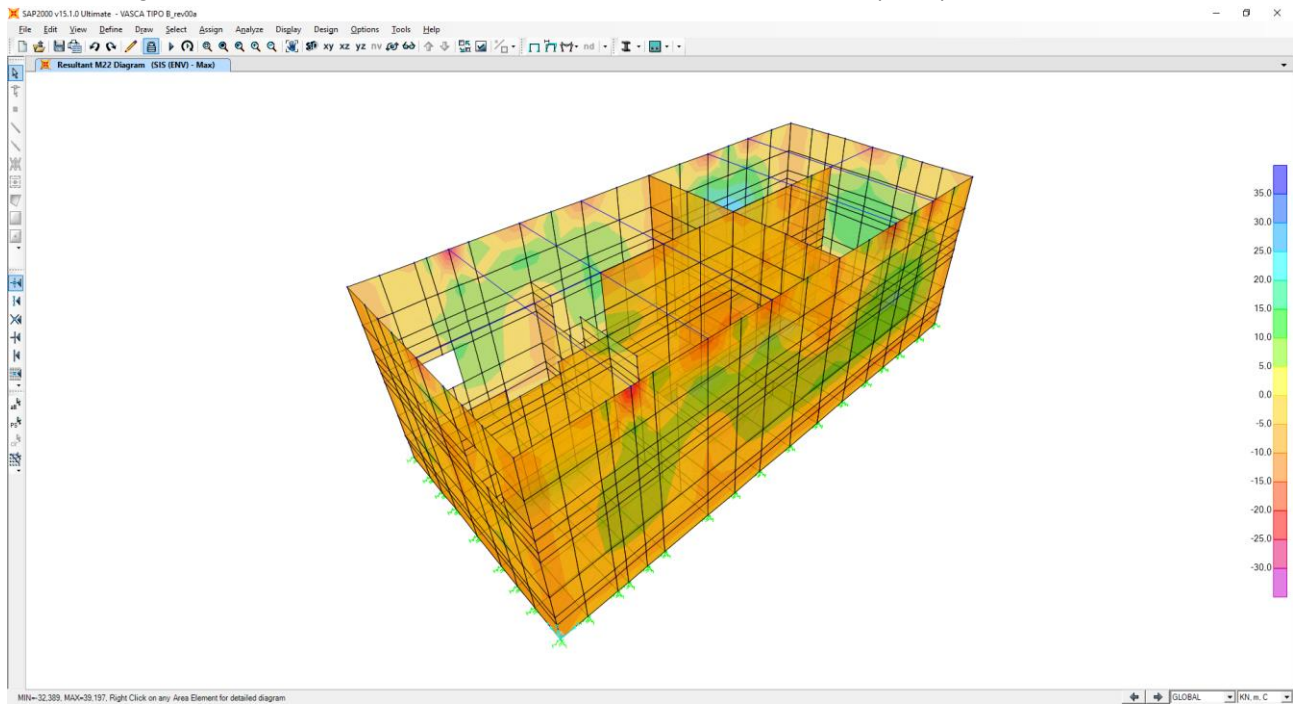 SAP2000 v15.1.0 Ultimate - VASCA TIPO B_rev00a
File Edit View Define Draw Select Assign Analyze Display Design Options Tools Help
xy xz yz nv nd
Resultant M22 Diagram (SIS (ENV) - Max)
35.0
30.0
25.0
20.0
15.0
10.0
5.0
0.0
-5.0
-10.0
-15.0
-20.0
-25.0
-30.0
MIN=-32.389, MAX=39.197, Right Click on any Area Element for detailed diagram
GLOBAL
KN, m, C